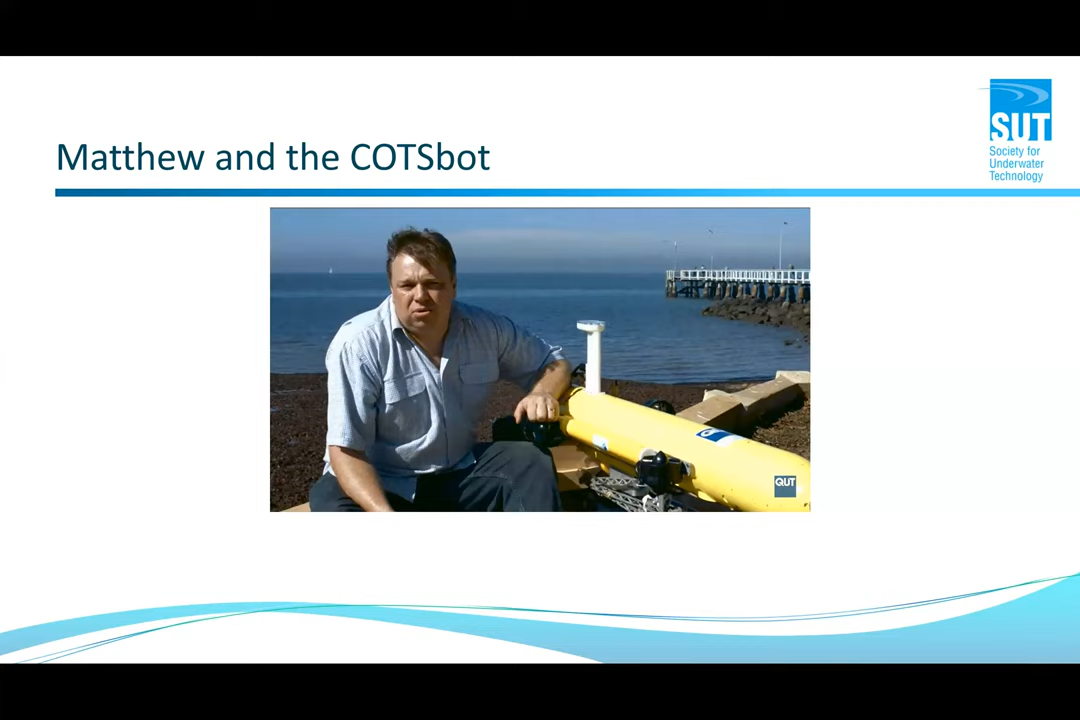 Matthew and the COTSbot
SUT
Society for
Underwater
Technology
QUT